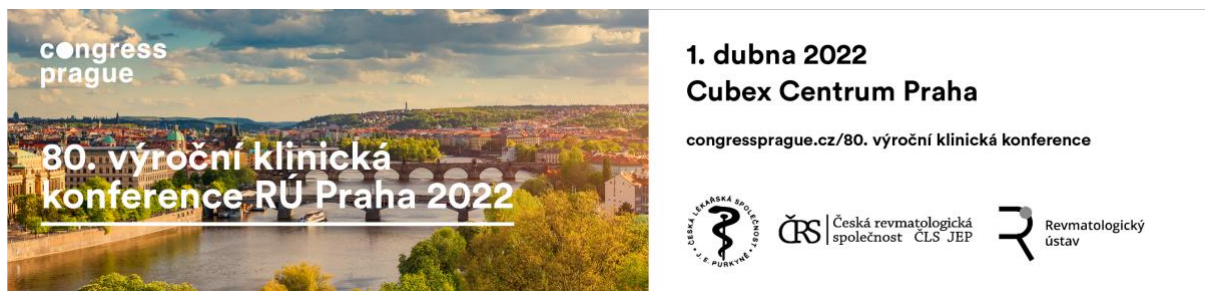 congress
prague
80. výroční klinická
konference RÚ Praha 2022
1. dubna 2022
Cubex Centrum Praha
congressprague.cz/80. výroční klinická konference
ČESKÁ LÉKAŘSKÁ SPOLEČNOST
• J. E. PURKYNĚ •
ČRS
Česká revmatologická
společnost ČLS JEP
Revmatologický
ústav